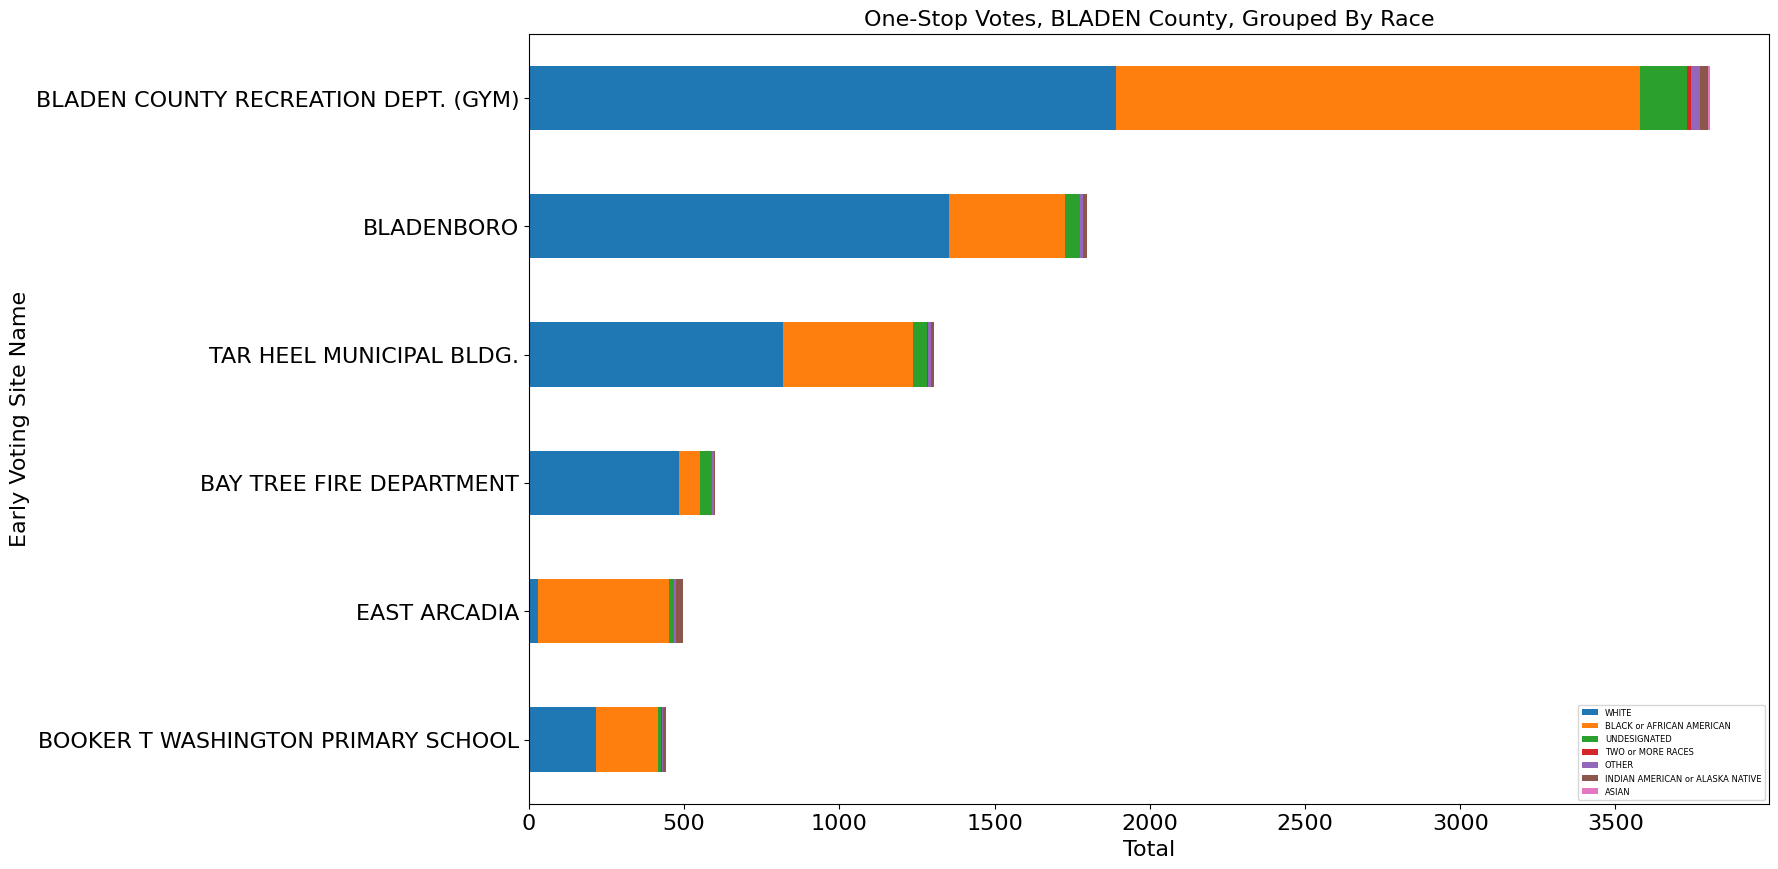 One-Stop Votes, BLADEN County, Grouped By Race
Early Voting Site Name
BLADEN COUNTY RECREATION DEPT. (GYM)
BLADENBORO
TAR HEEL MUNICIPAL BLDG.
BAY TREE FIRE DEPARTMENT
EAST ARCADIA
BOOKER T WASHINGTON PRIMARY SCHOOL
WHITE
BLACK or AFRICAN AMERICAN
UNDESIGNATED
TWO or MORE RACES
OTHER
INDIAN AMERICAN or ALASKA NATIVE
ASIAN
0 500 1000 1500 2000 2500 3000 3500
Total